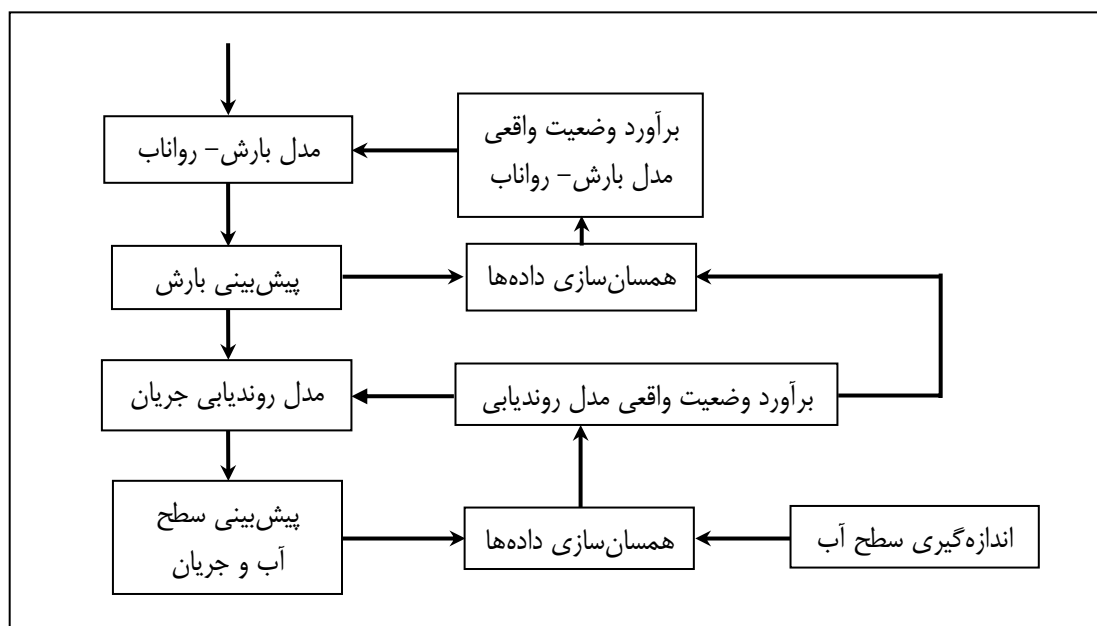 برآورد وضعیت واقعی
مدل بارش– رواناب
مدل بارش– رواناب
همسان‌سازی داده‌ها
پیش‌بینی بارش
برآورد وضعیت واقعی مدل روندیابی
مدل روندیابی جریان
اندازه‌گیری سطح آب
همسان‌سازی داده‌ها
پیش‌بینی سطح
آب و جریان